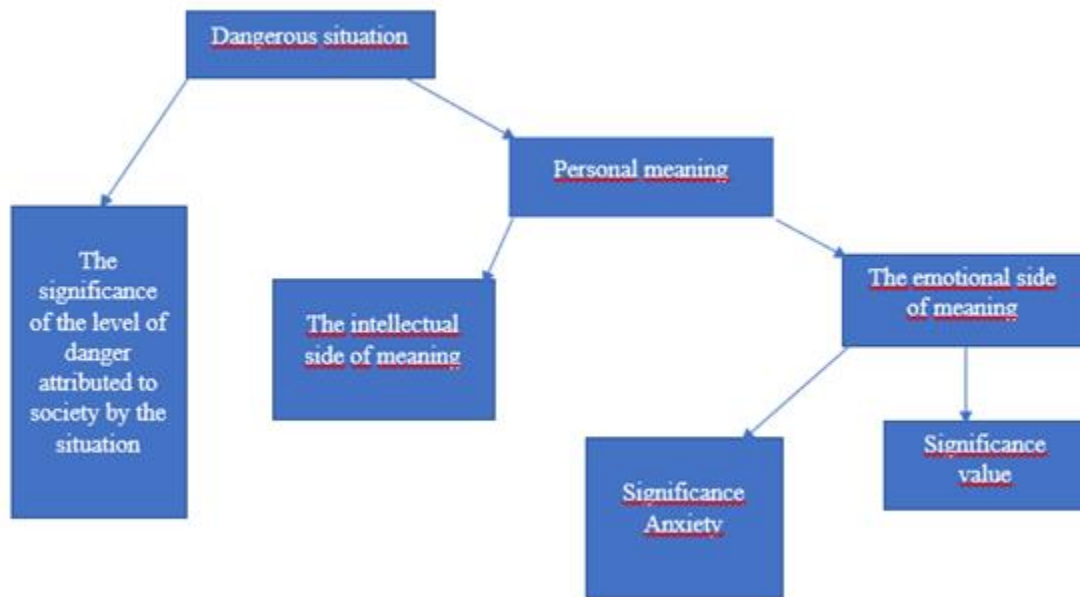 Dangerous situation
Personal meaning
The
significance
of the level of
danger
attributed to
society by the
situation
The intellectual
side of meaning
The emotional side
of meaning
Significance
Anxiety
Significance
value